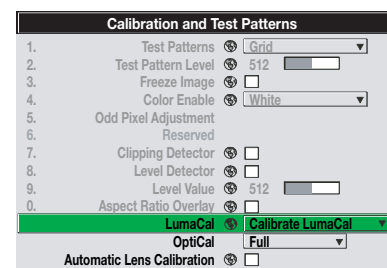 Calibration and Test Patterns
1. Test Patterns Grid
2. Test Pattern Level 512
3. Freeze Image
4. Color Enable White
5. Odd Pixel Adjustment
6. Reserved
7. Clipping Detector
8. Level Detector
9. Level Value 512
0. Aspect Ratio Overlay
LumaCal Calibrate LumaCal
OptiCal Full
Automatic Lens Calibration